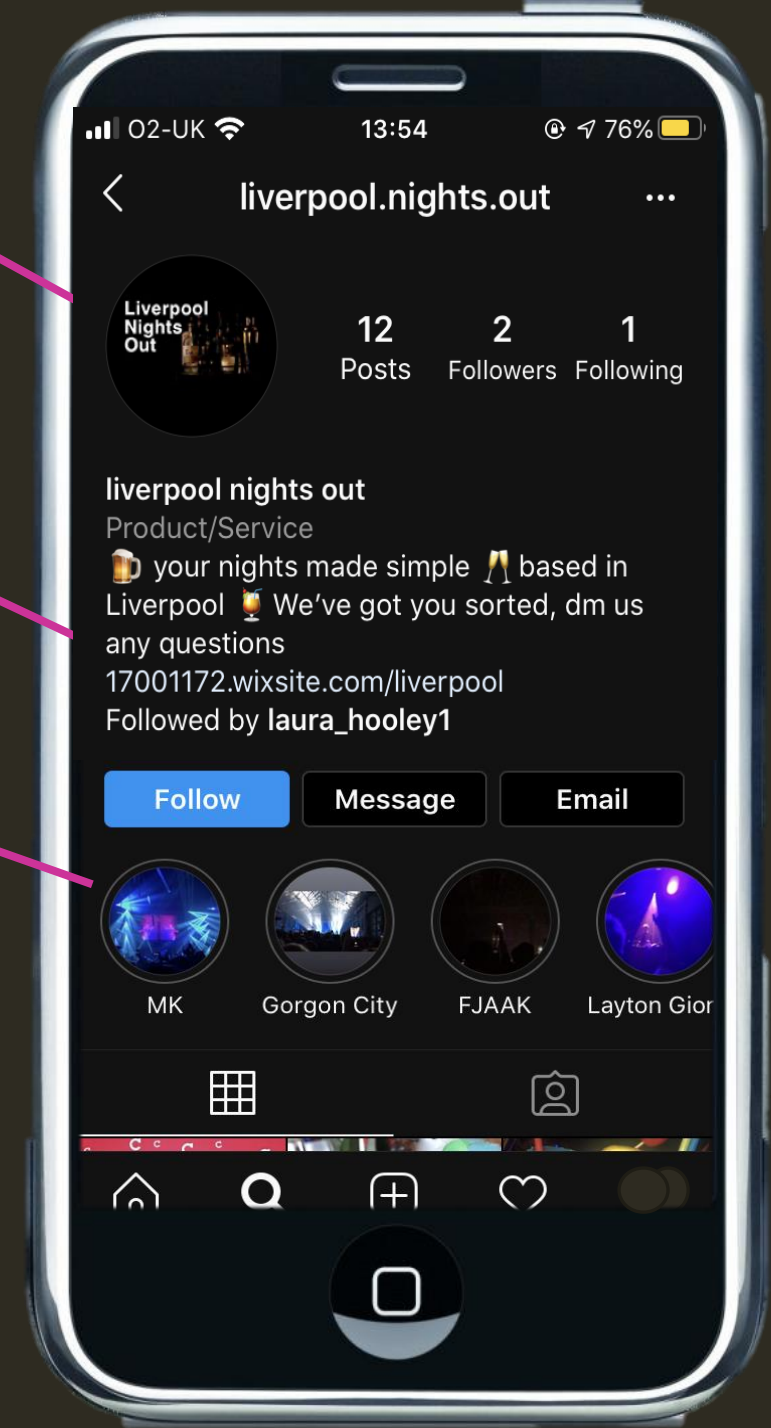 O2-UK 13:54 76%
liverpool.nights.out ...
Liverpool
Nights
Out
12 2 1
Posts Followers Following
liverpool nights out
Product/Service
🍺 your nights made simple 🥂 based in
Liverpool 🍹 We've got you sorted, dm us
any questions
17001172.wixsite.com/liverpool
Followed by laura_hooley1
Follow Message Email
MK Gorgon City FJAAK Layton Gior